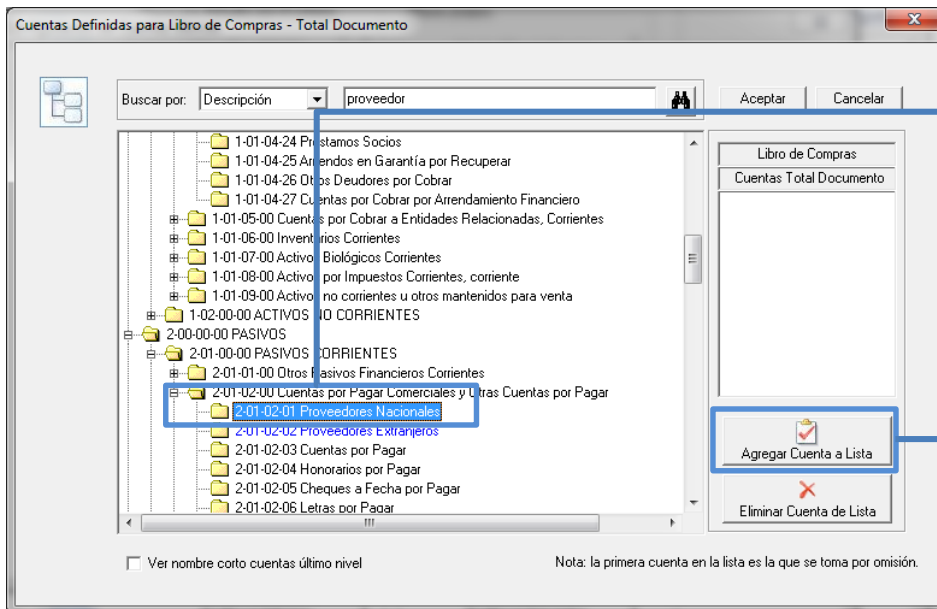 Cuentas Definidas para Libro de Compras - Total Documento
Buscar por: Descripción proveedor Aceptar Cancelar
1-01-04-24 Préstamos Socios
1-01-04-25 Arriendos en Garantía por Recuperar
1-01-04-26 Otros Deudores por Cobrar
1-01-04-27 Cuentas por Cobrar por Arrendamiento Financiero
1-01-05-00 Cuentas por Cobrar a Entidades Relacionadas, Corrientes
1-01-06-00 Inventarios Corrientes
1-01-07-00 Activos Biológicos Corrientes
1-01-08-00 Activos por Impuestos Corrientes, corriente
1-01-09-00 Activos no corrientes u otros mantenidos para venta
1-02-00-00 ACTIVOS NO CORRIENTES
2-00-00-00 PASIVOS
2-01-00-00 PASIVOS CORRIENTES
2-01-01-00 Otros Pasivos Financieros Corrientes
2-01-02-00 Cuentas por Pagar Comerciales y Otras Cuentas por Pagar
2-01-02-01 Proveedores Nacionales
2-01-02-02 Proveedores Extranjeros
2-01-02-03 Cuentas por Pagar
2-01-02-04 Honorarios por Pagar
2-01-02-05 Cheques a Fecha por Pagar
2-01-02-06 Letras por Pagar
Libro de Compras
Cuentas Total Documento
Agregar Cuenta a Lista
Eliminar Cuenta de Lista
Ver nombre corto cuentas último nivel
Nota: la primera cuenta en la lista es la que se toma por omisión.